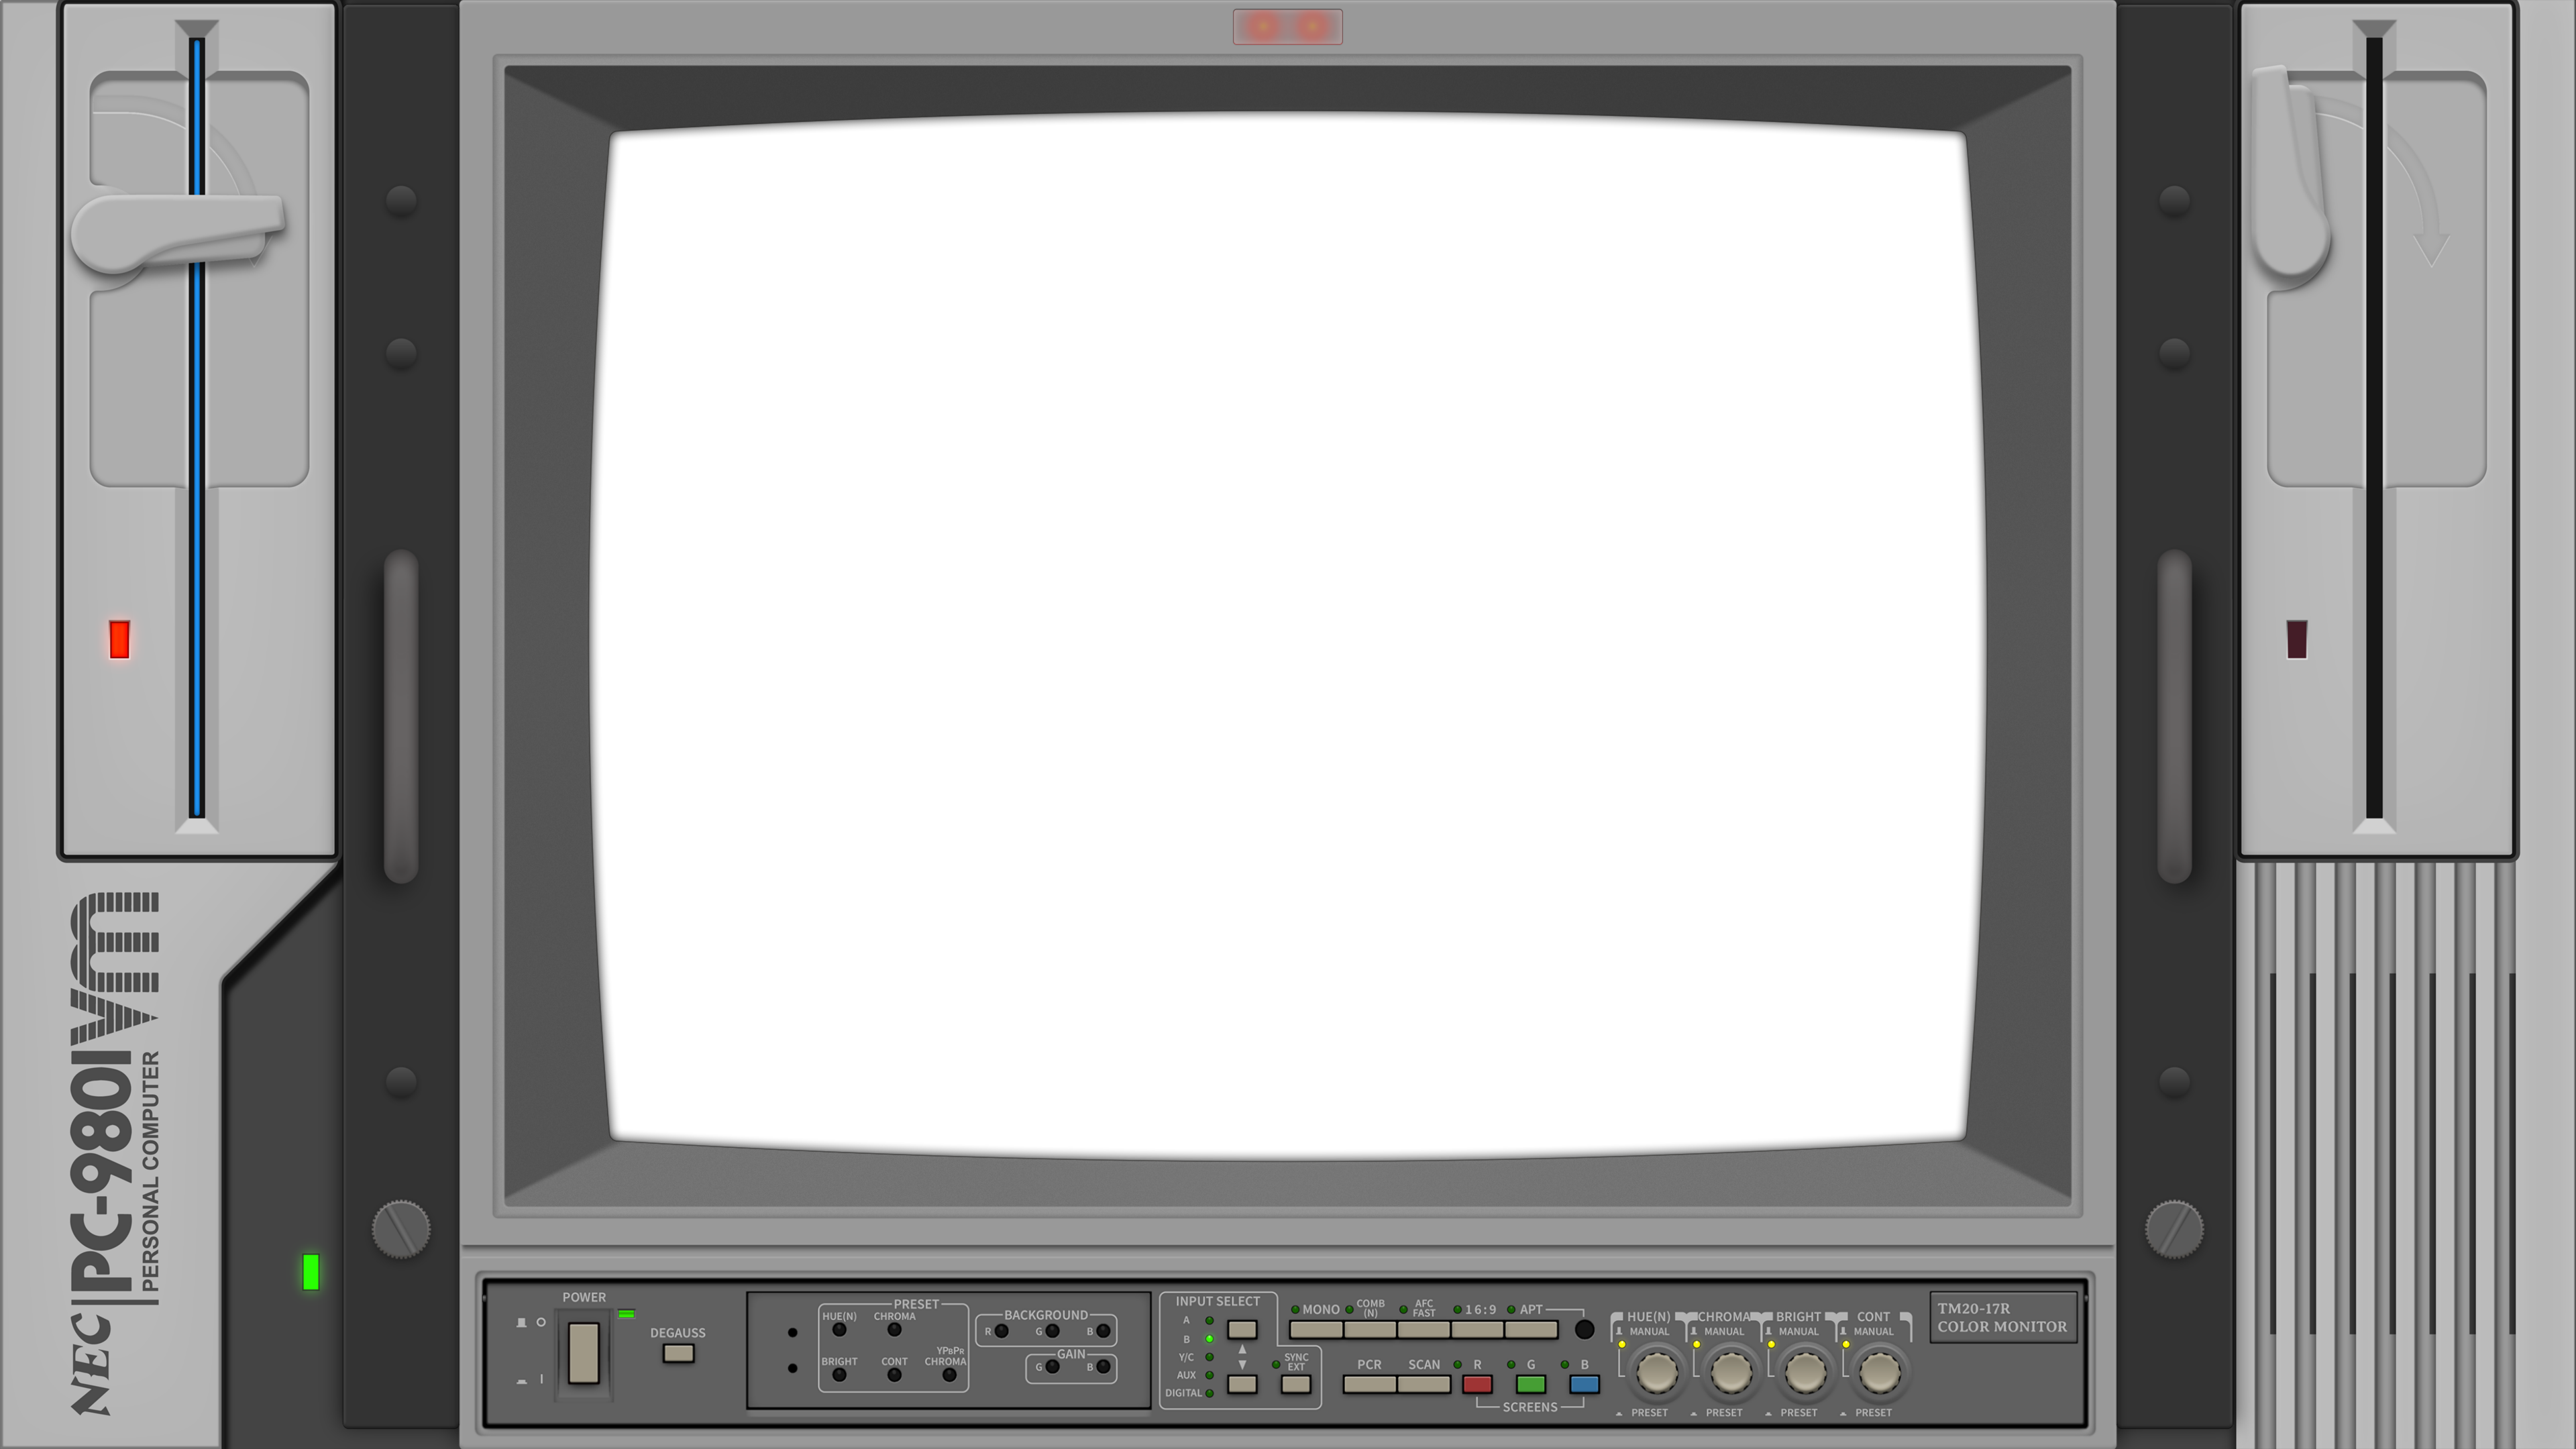 NEC
PC-9801VM
PERSONAL COMPUTER
POWER
DEGAUSS
PRESET
HUE(N) CHROMA
BRIGHT CONT YPBPR CHROMA
BACKGROUND
R G B
GAIN
G B
INPUT SELECT
A
B
Y/C
AUX
DIGITAL
SYNC EXT
MONO COMB (N) AFC FAST 16:9 APT
PCR SCAN R G B
SCREENS
HUE(N) CHROMA BRIGHT CONT
MANUAL MANUAL MANUAL MANUAL
PRESET PRESET PRESET PRESET
TM20-17R
COLOR MONITOR